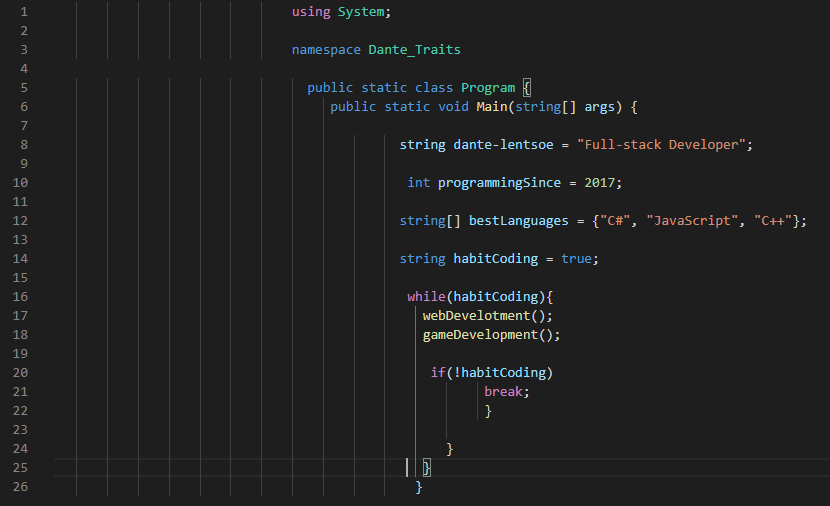 1 using System;
2
3 namespace Dante_Traits
4
5 public static class Program {
6 public static void Main(string[] args) {
7
8 string dante-lentsoe = "Full-stack Developer";
9
10 int programmingSince = 2017;
11
12 string[] bestLanguages = {"C#", "JavaScript", "C++"};
13
14 string habitCoding = true;
15
16 while(habitCoding){
17 webDevelotment();
18 gameDevelopment();
19
20 if(!habitCoding)
21 break;
22 }
23
24 }
25 }
26 }